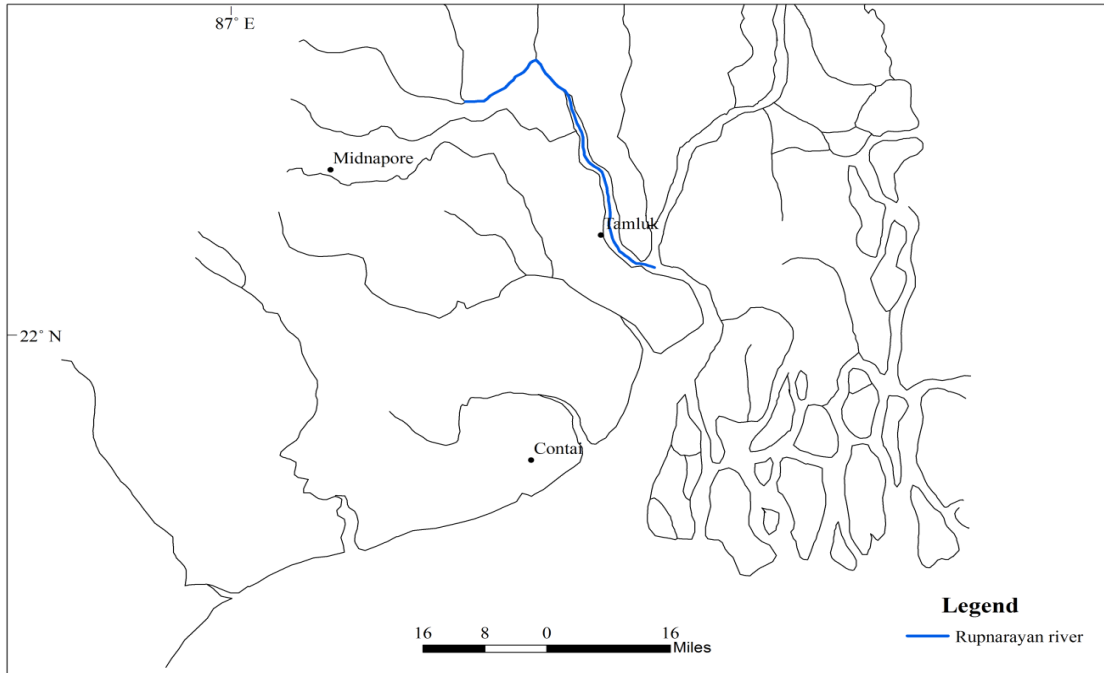 87° E
Midnapore
Tamluk
22° N
Contai
16 8 0 16
Miles
Legend
Rupnarayan river